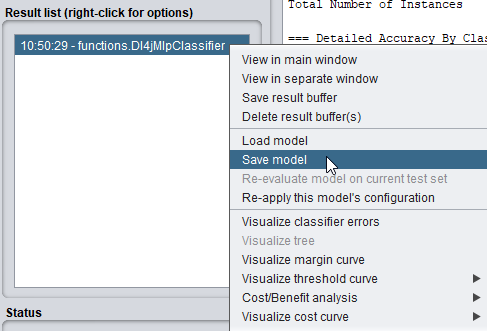 Result list (right-click for options)
10:50:29 - functions.Dl4jMlpClassifier
Total Number of Instances
=== Detailed Accuracy By Clas
View in main window
View in separate window
Save result buffer
Delete result buffer(s)
Load model
Save model
Re-evaluate model on current test set
Re-apply this model's configuration
Visualize classifier errors
Visualize tree
Visualize margin curve
Visualize threshold curve
Cost/Benefit analysis
Visualize cost curve
Status